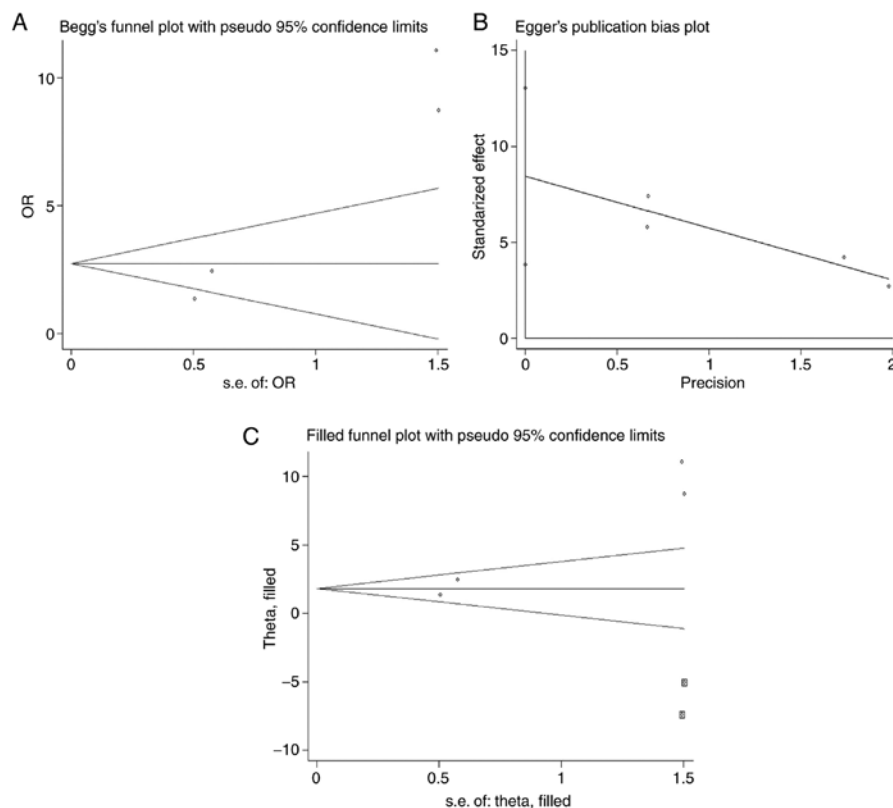 A
Begg's funnel plot with pseudo 95% confidence limits
10
5
0
OR
0
0.5
1
1.5
s.e. of: OR
B
Egger's publication bias plot
15
10
5
0
Standarized effect
0
0.5
1
1.5
2
Precision
C
Filled funnel plot with pseudo 95% confidence limits
10
5
0
−5
−10
Theta, filled
0
0.5
1
1.5
s.e. of: theta, filled